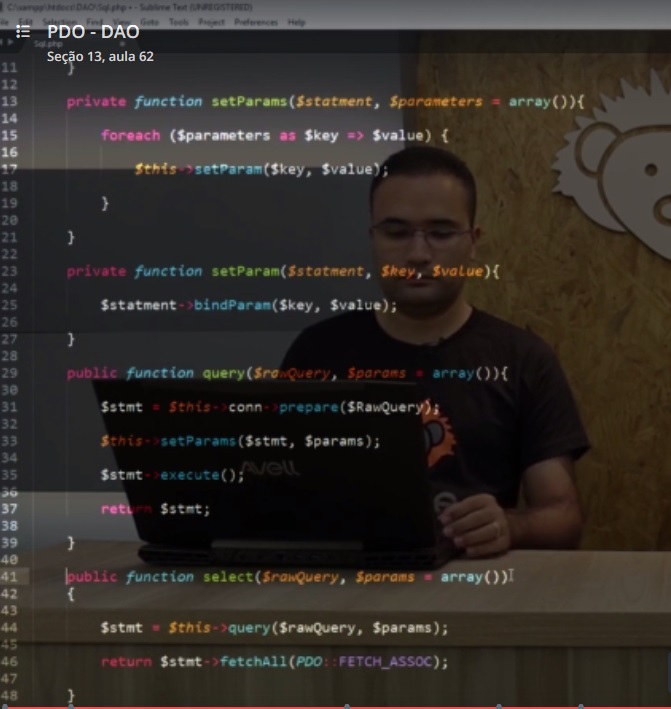 C:\xampp\htdocs\DAO\Sql.php • - Sublime Text (UNREGISTERED)
File Edit Selection Find View Goto Tools Project Preferences Help
PDO - DAO
Sql.php
Seção 13, aula 62
11 }
12
13 private function setParams($statment, $parameters = array()){
14
15 foreach ($parameters as $key => $value) {
16
17 $this->setParam($key, $value);
18
19 }
20
21 }
22
23 private function setParam($statment, $key, $value){
24
25 $statment->bindParam($key, $value);
26
27 }
28
29 public function query($rawQuery, $params = array()){
30
31 $stmt = $this->conn->prepare($RawQuery);
32
33 $this->setParams($stmt, $params);
34
35 $stmt->execute();
36
37 return $stmt;
38
39 }
40
41 public function select($rawQuery, $params = array())
42 {
43
44 $stmt = $this->query($rawQuery, $params);
45
46 return $stmt->fetchAll(PDO::FETCH_ASSOC);
47
48 }
AVELL